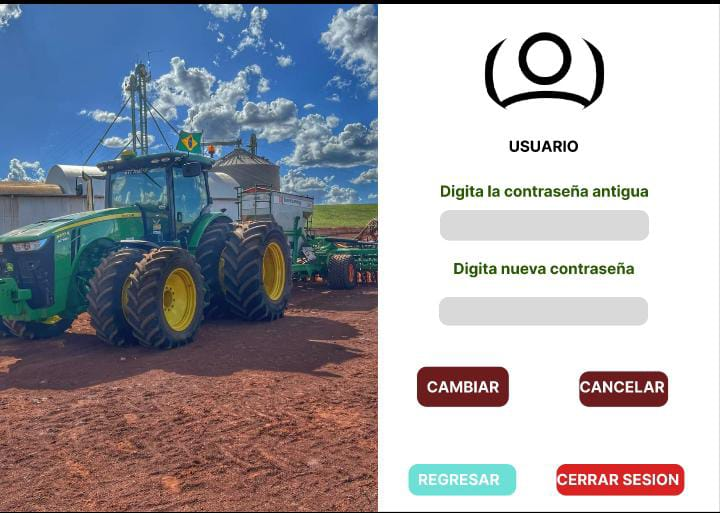 USUARIO
Digita la contraseña antigua
Digita nueva contraseña
CAMBIAR
CANCELAR
REGRESAR
CERRAR SESION